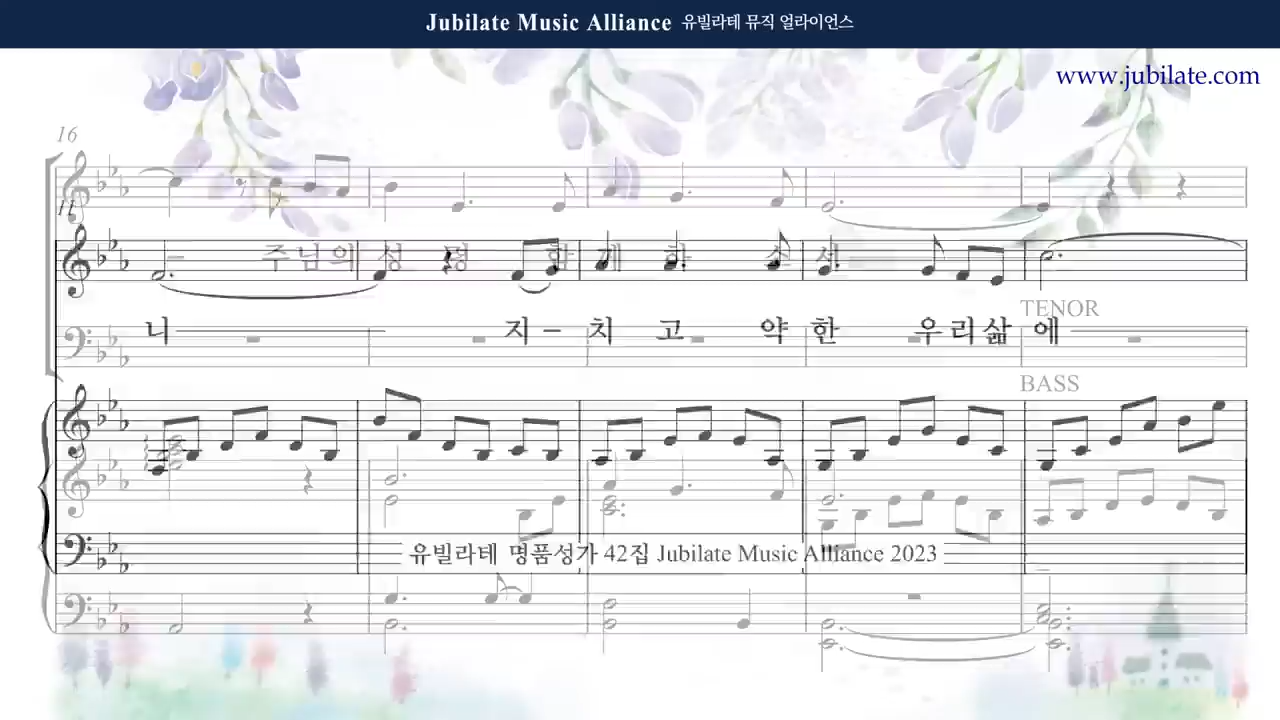 Jubilate Music Alliance 유빌라테 뮤직 얼라이언스
www.jubilate.com
16
11
주님의 성 령 함 께 하 소 서
TENOR
니 지 - 치 고 약 한 우 리 삶 에
BASS
유빌라테 명품성가 42집 Jubilate Music Alliance 2023